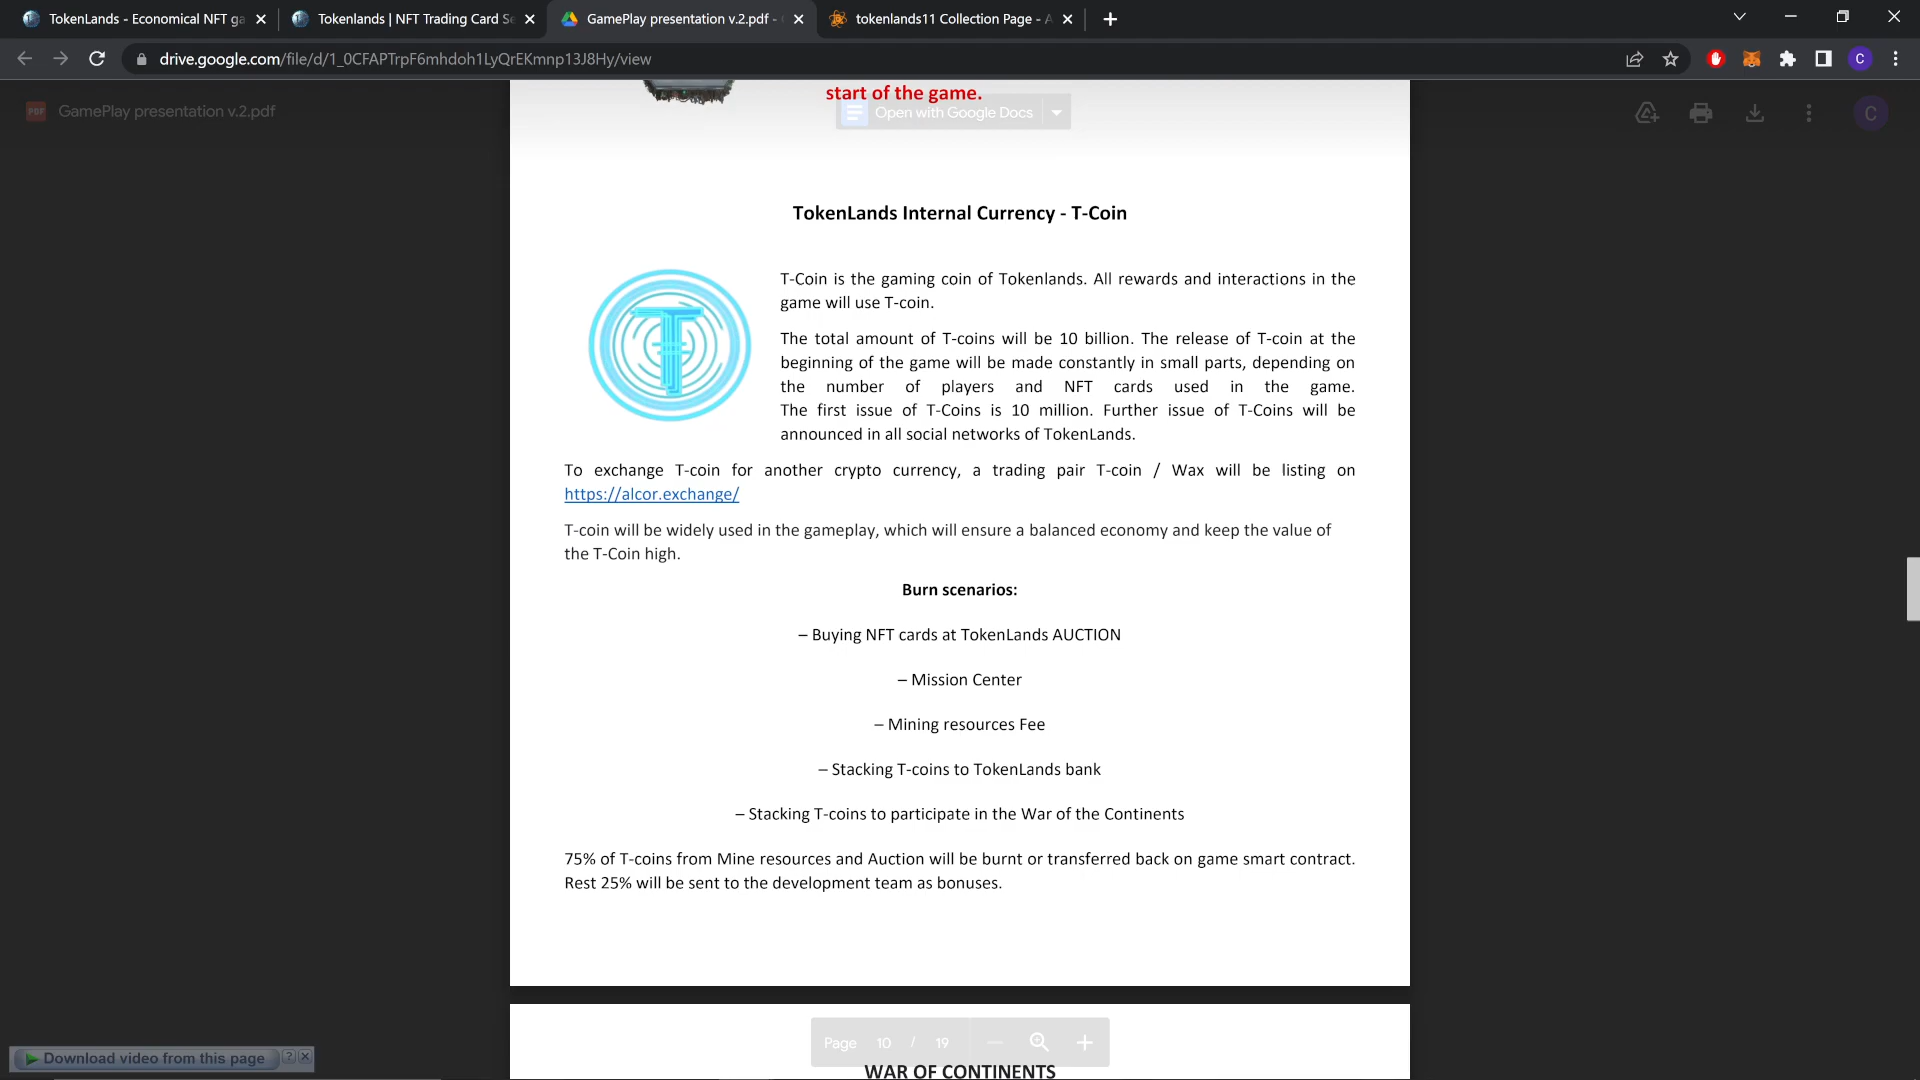 TokenLands - Economical NFT ga
Tokenlands | NFT Trading Card Se
GamePlay presentation v.2.pdf -
tokenlands11 Collection Page - A
drive.google.com/file/d/1_0CFAPTrpF6mhdoh1LyQrEKmnp13J8Hy/view
C
start of the game.
PDF
GamePlay presentation v.2.pdf
Open with Google Docs
C
TokenLands Internal Currency - T-Coin
T-Coin is the gaming coin of Tokenlands. All rewards and interactions in the
game will use T-coin.
The total amount of T-coins will be 10 billion. The release of T-coin at the
beginning of the game will be made constantly in small parts, depending on
the number of players and NFT cards used in the game.
The first issue of T-Coins is 10 million. Further issue of T-Coins will be
announced in all social networks of TokenLands.
To exchange T-coin for another crypto currency, a trading pair T-coin / Wax will be listing on
https://alcor.exchange/
T-coin will be widely used in the gameplay, which will ensure a balanced economy and keep the value of
the T-Coin high.
Burn scenarios:
– Buying NFT cards at TokenLands AUCTION
– Mission Center
– Mining resources Fee
– Stacking T-coins to TokenLands bank
– Stacking T-coins to participate in the War of the Continents
75% of T-coins from Mine resources and Auction will be burnt or transferred back on game smart contract.
Rest 25% will be sent to the development team as bonuses.
Page 10 / 19
Download video from this page
?
WAR OF CONTINENTS